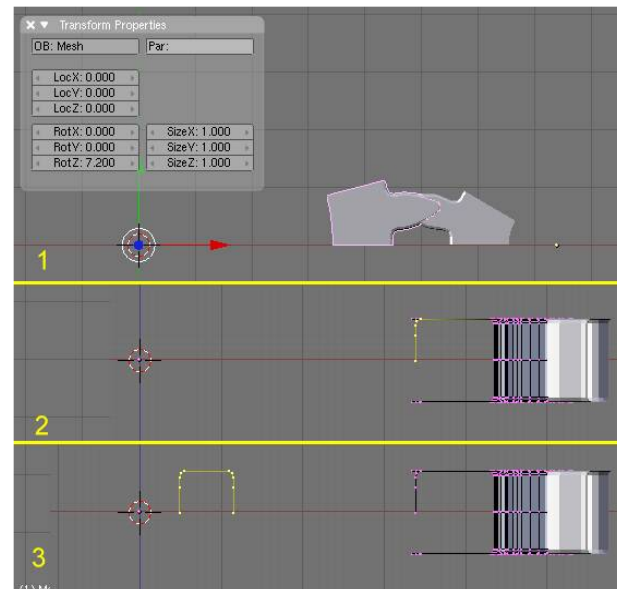 Transform Properties
OB: Mesh Par:
LocX: 0.000
LocY: 0.000
LocZ: 0.000
RotX: 0.000 SizeX: 1.000
RotY: 0.000 SizeY: 1.000
RotZ: 7.200 SizeZ: 1.000
1
2
3